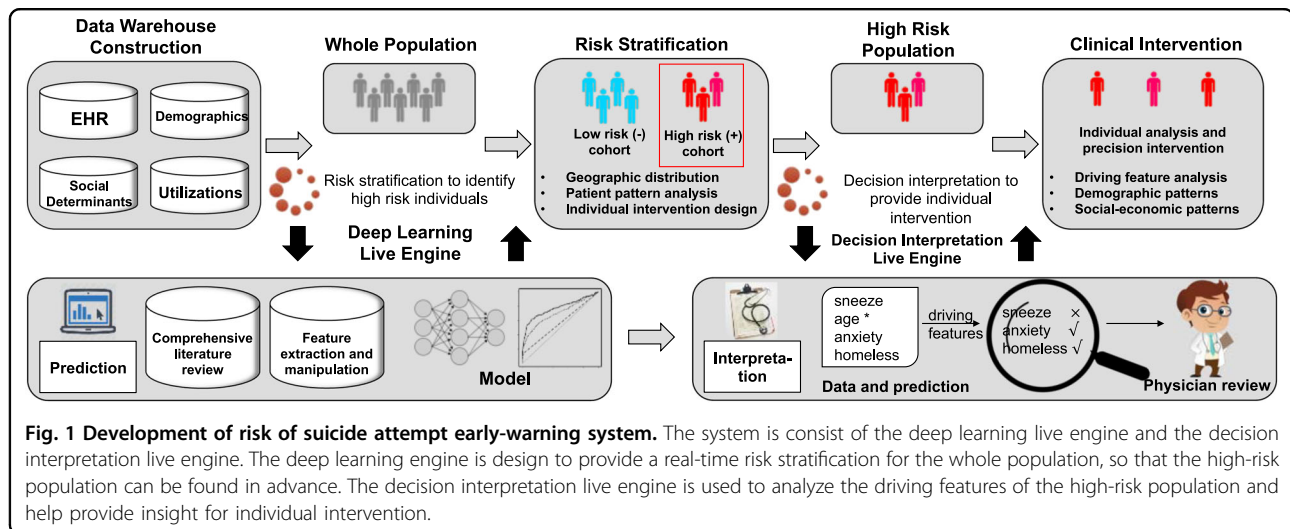 Data Warehouse
Construction
EHR
Demographics
Social
Determinants
Utilizations
Whole Population
Risk stratification to identify
high risk individuals
Deep Learning
Live Engine
Risk Stratification
Low risk (-)
cohort
High risk (+)
cohort
• Geographic distribution
• Patient pattern analysis
• Individual intervention design
High Risk
Population
Decision interpretation to
provide individual
intervention
Decision Interpretation
Live Engine
Clinical Intervention
Individual analysis and
precision intervention
• Driving feature analysis
• Demographic patterns
• Social-economic patterns
Prediction
Comprehensive
literature
review
Feature
extraction and
manipulation
Model
Interpreta-
tion
sneeze
age *
anxiety
homeless
Data and prediction
driving
features
sneeze ×
anxiety √
homeless √
Physician review
Fig. 1 Development of risk of suicide attempt early-warning system. The system is consist of the deep learning live engine and the decision
interpretation live engine. The deep learning engine is design to provide a real-time risk stratification for the whole population, so that the high-risk
population can be found in advance. The decision interpretation live engine is used to analyze the driving features of the high-risk population and
help provide insight for individual intervention.